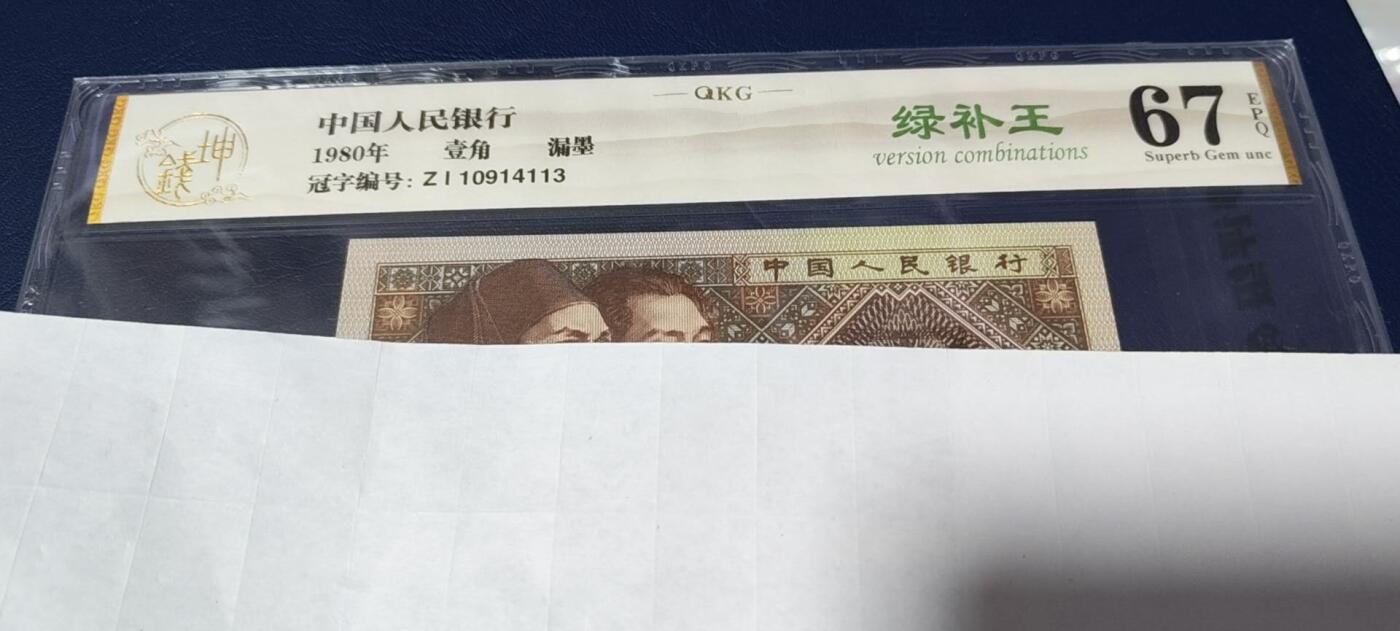 QKG
中国人民银行
1980年 壹角 漏墨
冠字编号: ZI10914113
绿补王
version combinations
67
EPQ
Superb Gem unc
中国人民银行